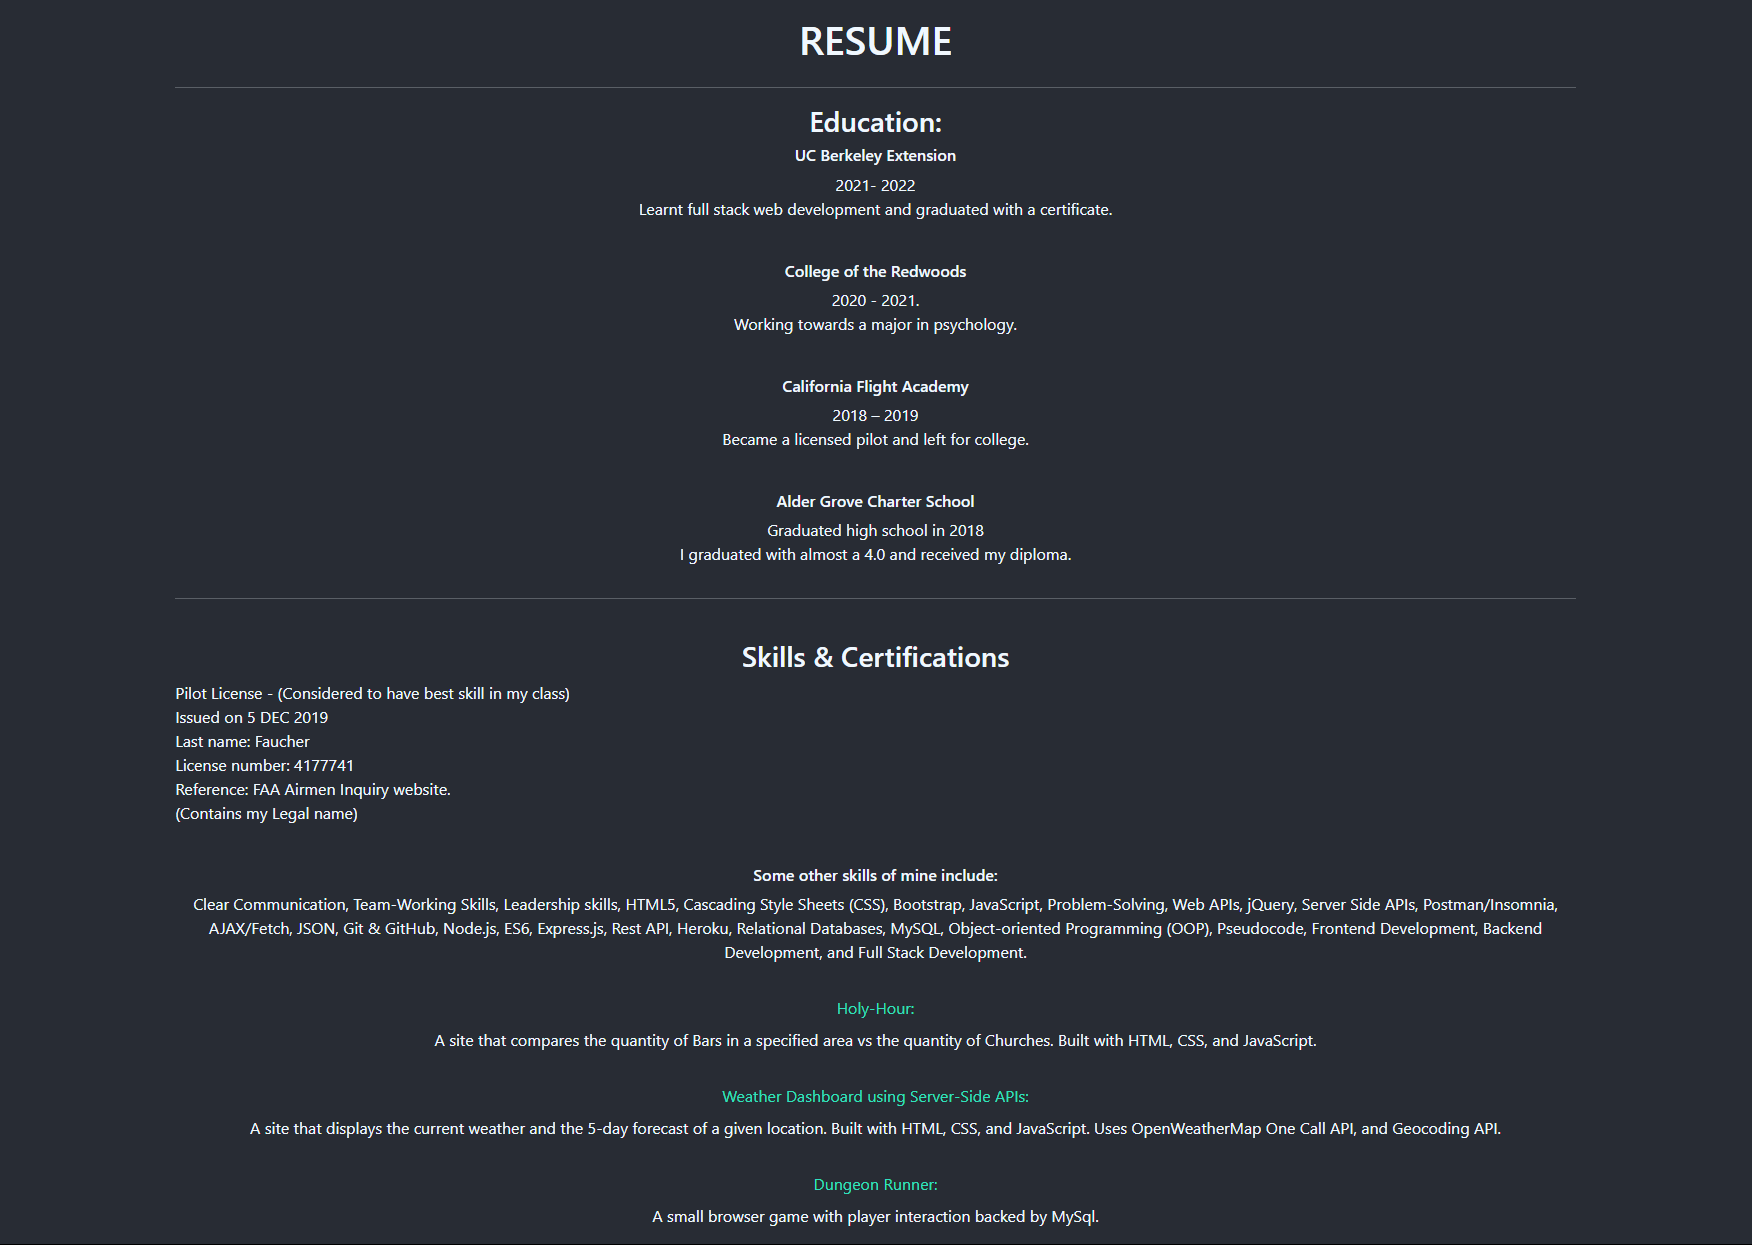 RESUME
Education:
UC Berkeley Extension
2021- 2022
Learnt full stack web development and graduated with a certificate.
College of the Redwoods
2020 - 2021.
Working towards a major in psychology.
California Flight Academy
2018 – 2019
Became a licensed pilot and left for college.
Alder Grove Charter School
Graduated high school in 2018
I graduated with almost a 4.0 and received my diploma.
Skills & Certifications
Pilot License - (Considered to have best skill in my class)
Issued on 5 DEC 2019
Last name: Faucher
License number: 4177741
Reference: FAA Airmen Inquiry website.
(Contains my Legal name)
Some other skills of mine include:
Clear Communication, Team-Working Skills, Leadership skills, HTML5, Cascading Style Sheets (CSS), Bootstrap, JavaScript, Problem-Solving, Web APIs, jQuery, Server Side APIs, Postman/Insomnia,
AJAX/Fetch, JSON, Git & GitHub, Node.js, ES6, Express.js, Rest API, Heroku, Relational Databases, MySQL, Object-oriented Programming (OOP), Pseudocode, Frontend Development, Backend
Development, and Full Stack Development.
Holy-Hour:
A site that compares the quantity of Bars in a specified area vs the quantity of Churches. Built with HTML, CSS, and JavaScript.
Weather Dashboard using Server-Side APIs:
A site that displays the current weather and the 5-day forecast of a given location. Built with HTML, CSS, and JavaScript. Uses OpenWeatherMap One Call API, and Geocoding API.
Dungeon Runner:
A small browser game with player interaction backed by MySql.